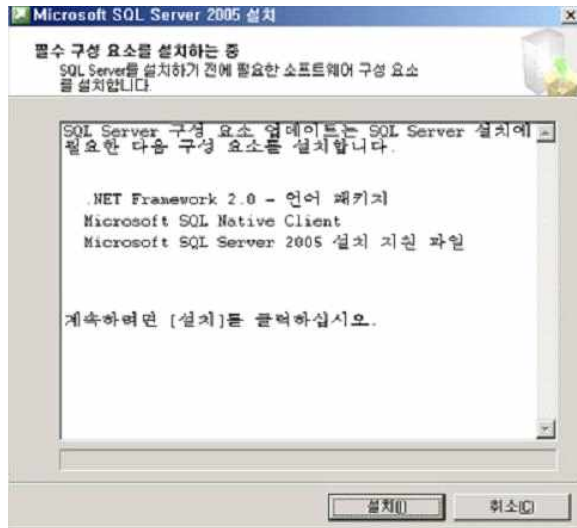 Microsoft SQL Server 2005 설치
필수 구성 요소를 설치하는 중
SQL Server를 설치하기 전에 필요한 소프트웨어 구성 요소
를 설치합니다.
SQL Server 구성 요소 업데이트는 SQL Server 설치에
필요한 다음 구성 요소를 설치합니다.
.NET Framework 2.0 - 언어 패키지
Microsoft SQL Native Client
Microsoft SQL Server 2005 설치 지원 파일
계속하려면 [설치]를 클릭하십시오.
설치(I)
취소(C)